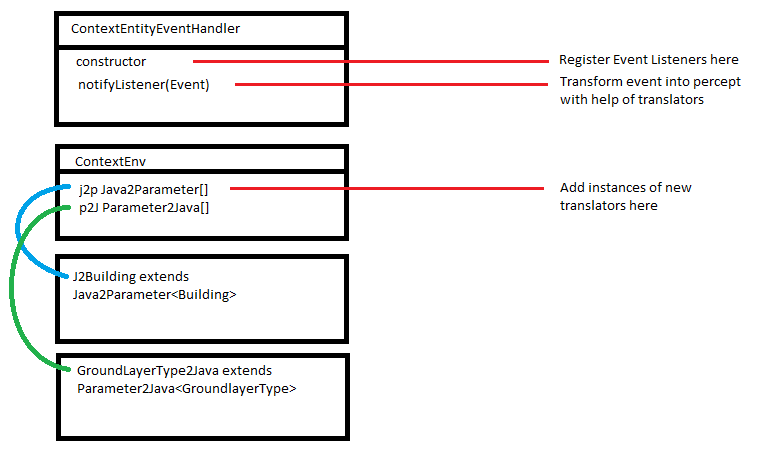 ContextEntityEventHandler
constructor
Register Event Listeners here
notifyListener(Event)
Transform event into percept
with help of translators
ContextEnv
j2p Java2Parameter[]
Add instances of new
translators here
p2J Parameter2Java[]
J2Building extends
Java2Parameter<Building>
GroundLayerType2Java extends
Parameter2Java<GroundlayerType>